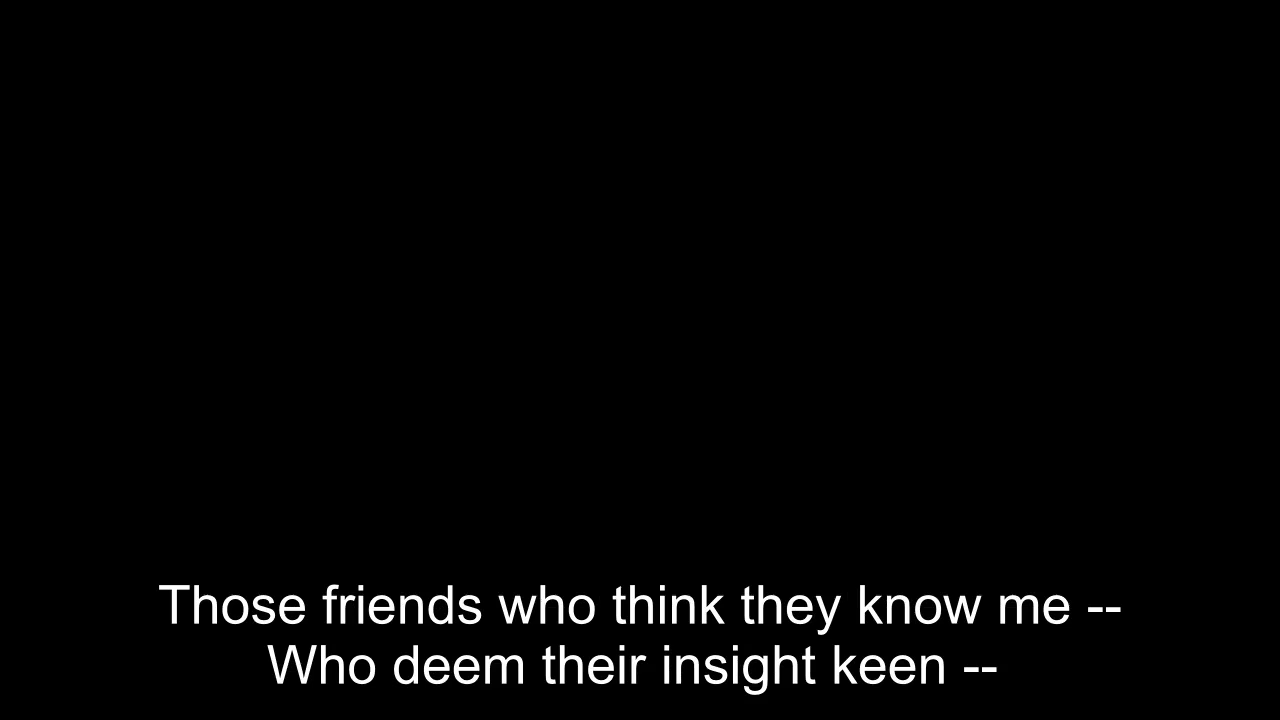 Those friends who think they know me --
Who deem their insight keen --